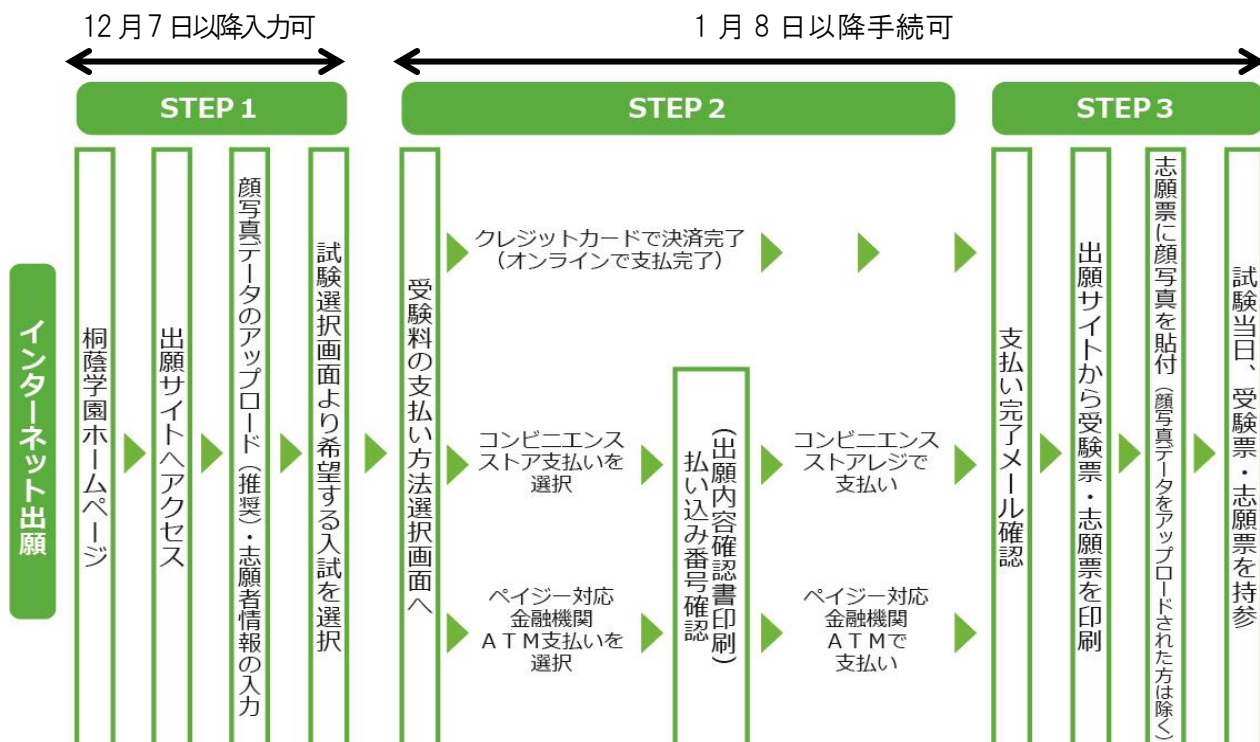 12月7日以降入力可
1月8日以降手続可
STEP 1
STEP 2
STEP 3
インターネット出願
桐蔭学園ホームページ
出願サイトへアクセス
顔写真データのアップロード（推奨）・志願者情報の入力
試験選択画面より希望する入試を選択
受験料の支払い方法選択画面へ
クレジットカードで決済完了
（オンラインで支払完了）
コンビニエンス
ストア支払いを
選択
ペイジー対応
金融機関
ＡＴＭ支払いを
選択
（出願内容確認書印刷）
払い込み番号確認
コンビニエンス
ストアレジで
支払い
ペイジー対応
金融機関
ＡＴＭで
支払い
支払い完了メール確認
出願サイトから受験票・志願票を印刷
志願票に顔写真を貼付（顔写真データをアップロードされた方は除く）
試験当日、受験票・志願票を持参